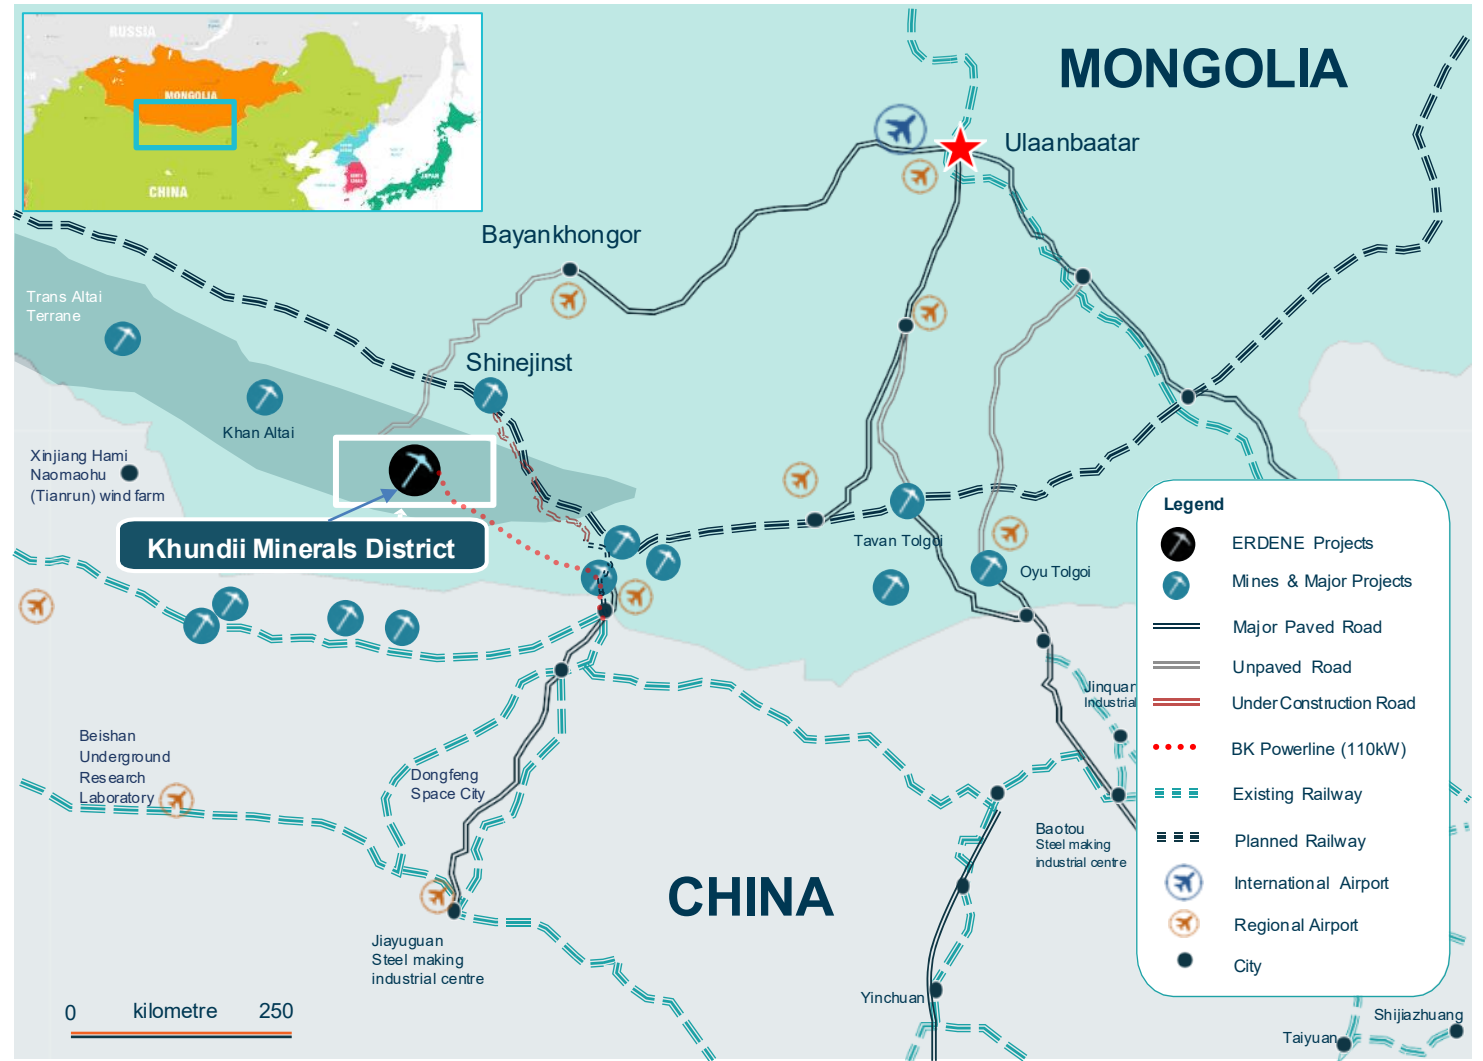 RUSSIA
MONGOLIA
CHINA
JAPAN
MONGOLIA
Ulaanbaatar
Bayankhongor
Trans Altai
Terrane
Shinejinst
Khan Altai
Xinjiang Hami
Naomaohu
(Tianrun) wind farm
Khundii Minerals District
Tavan Tolgoi
Oyu Tolgoi
Jinquan
Industrial
Beishan
Underground
Research
Laboratory
Dongfeng
Space City
Baotou
Steel making
industrial centre
CHINA
Jiayuguan
Steel making
industrial centre
Yinchuan
Taiyuan
Shijiazhuang
0 kilometre 250
Legend
ERDENE Projects
Mines & Major Projects
Major Paved Road
Unpaved Road
Under Construction Road
BK Powerline (110kW)
Existing Railway
Planned Railway
International Airport
Regional Airport
City